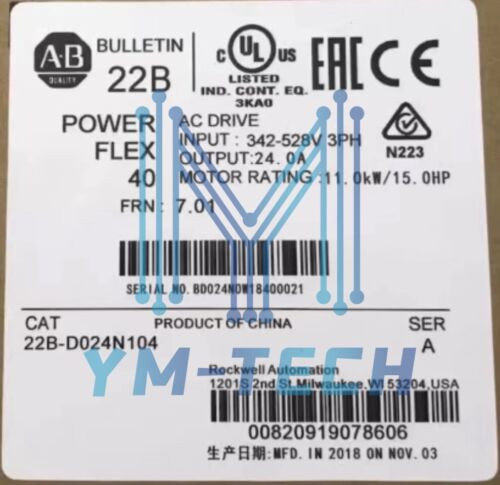 A-B
QUALITY
BULLETIN
22B
C UL US
LISTED
IND. CONT. EQ.
3KA0
EAC CE
N223
POWER
FLEX
40
FRN : 7.01
AC DRIVE
INPUT : 342-528V 3PH
OUTPUT:24.0A
MOTOR RATING :11.0kW/15.0HP
SERIAL NO.BD024N0W18400021
CAT
22B-D024N104
PRODUCT OF CHINA
SER
A
YM-TECH
Rockwell Automation
1201S 2nd St.Milwaukee,WI 53204,USA
00820919078606
生产日期:MFD.IN 2018 ON NOV.03